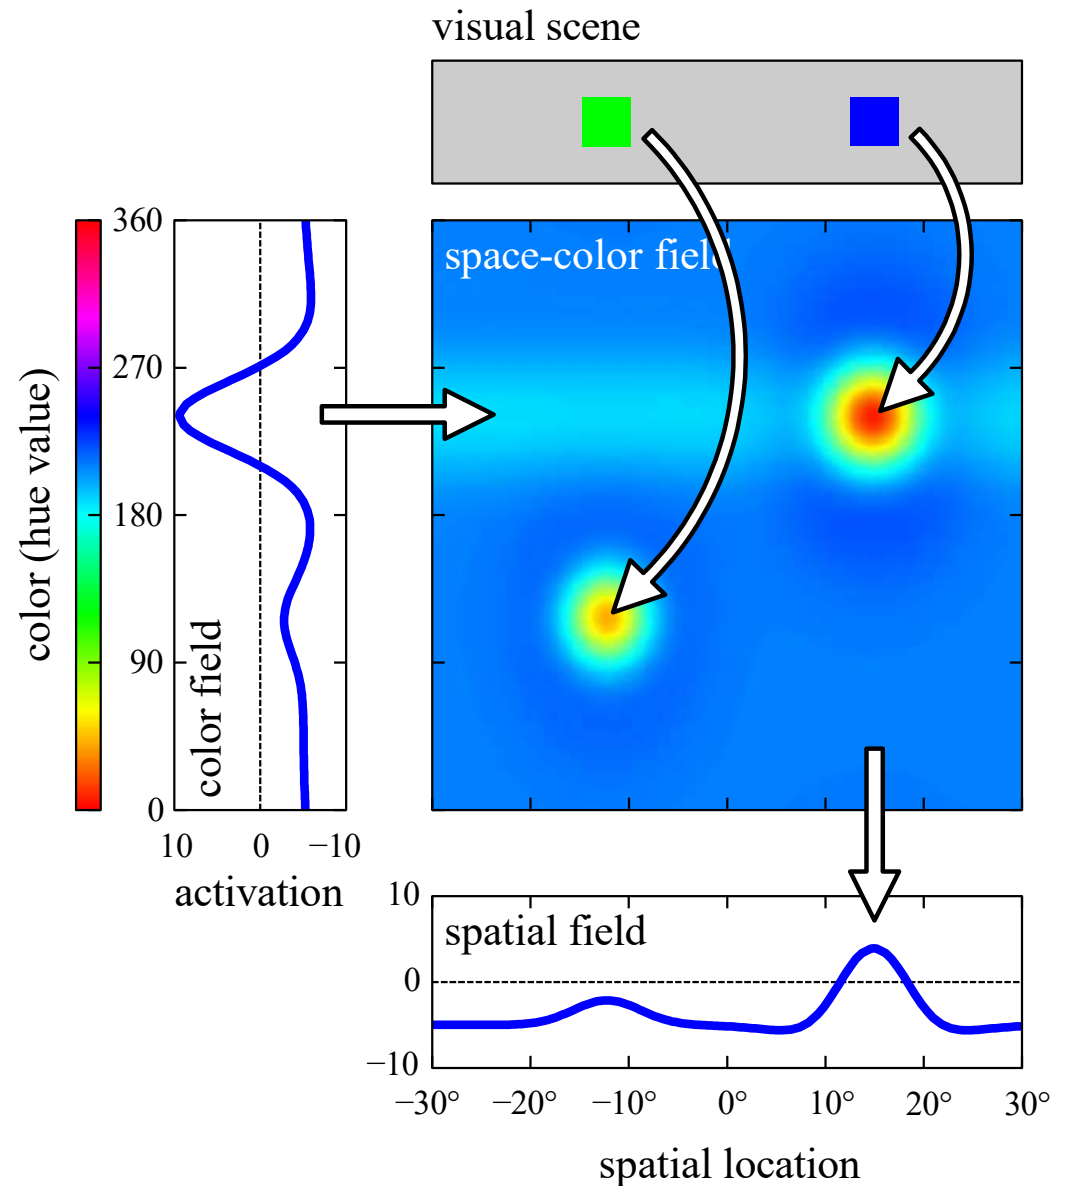 visual scene
space-color field
color (hue value)
360
270
180
90
0
color field
10 0 −10
activation
spatial field
10
0
−10
−30° −20° −10° 0° 10° 20° 30°
spatial location